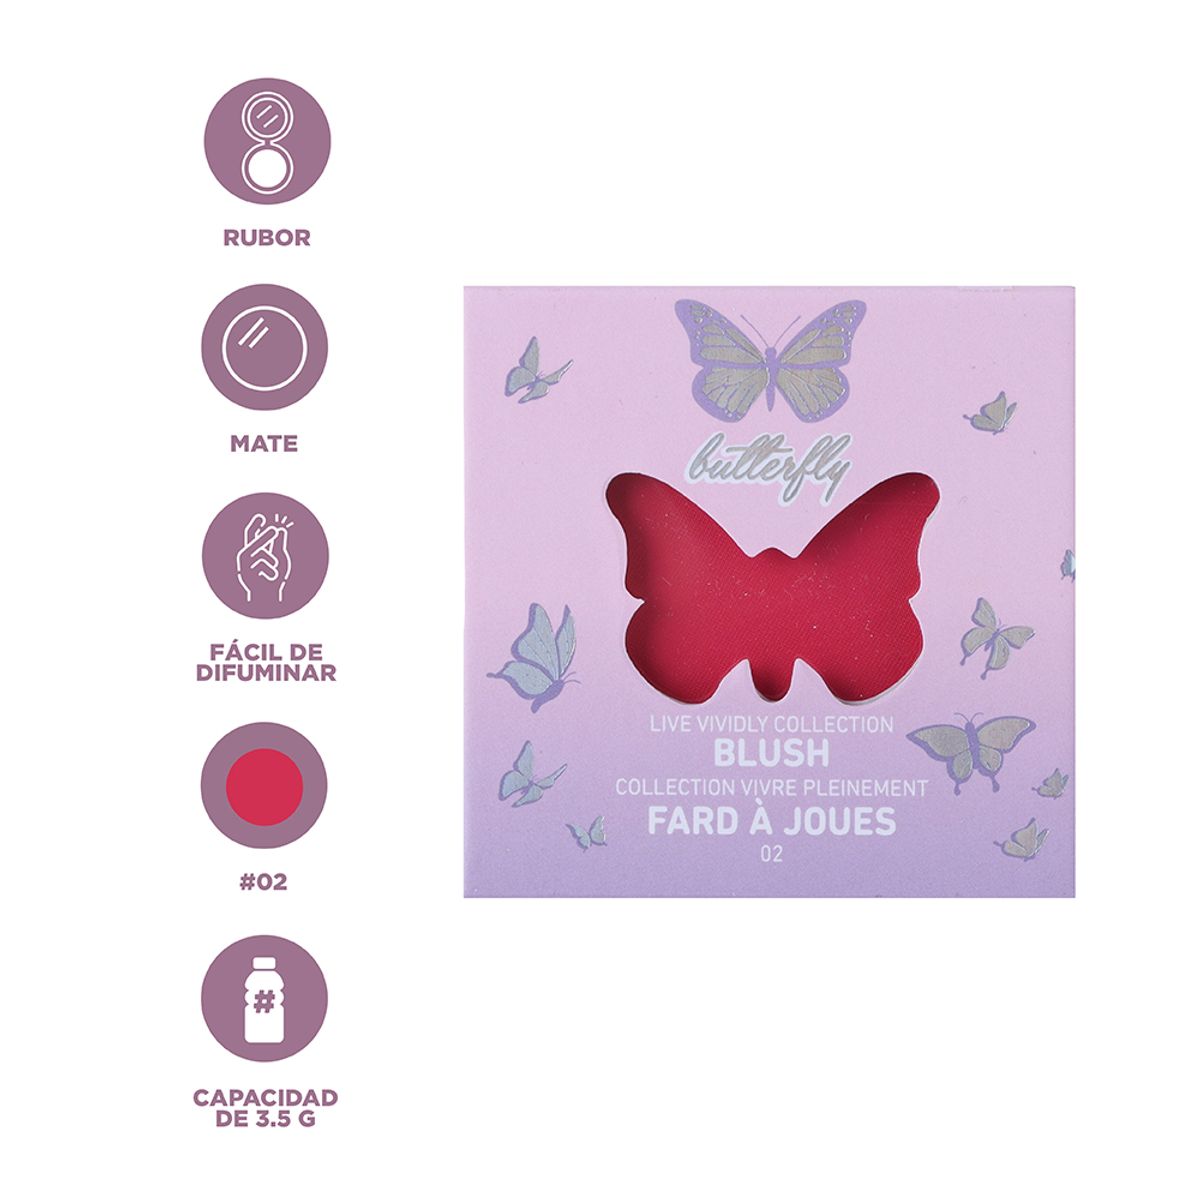 RUBOR
MATE
FÁCIL DE
DIFUMINAR
#02
#
CAPACIDAD
DE 3.5 G
butterfly
LIVE VIVIDLY COLLECTION
BLUSH
COLLECTION VIVRE PLEINEMENT
FARD À JOUES
02